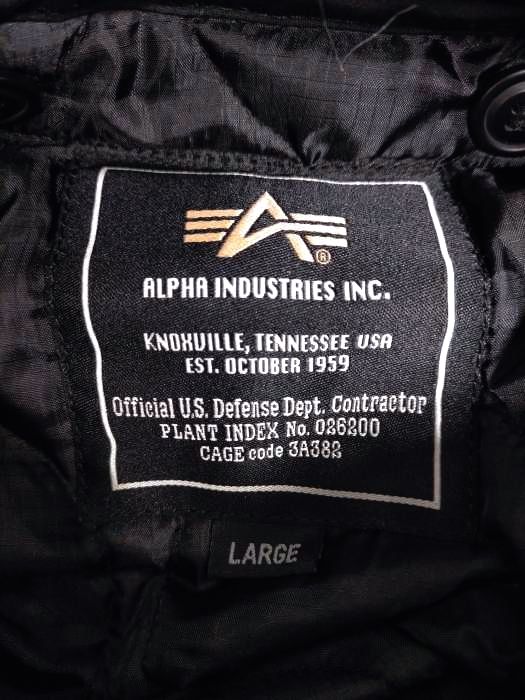 ALPHA INDUSTRIES INC.
KNOXVILLE, TENNESSEE USA
EST. OCTOBER 1959
Official U.S. Defense Dept. Contractor
PLANT INDEX No. 026200
CAGE code 3A382
LARGE